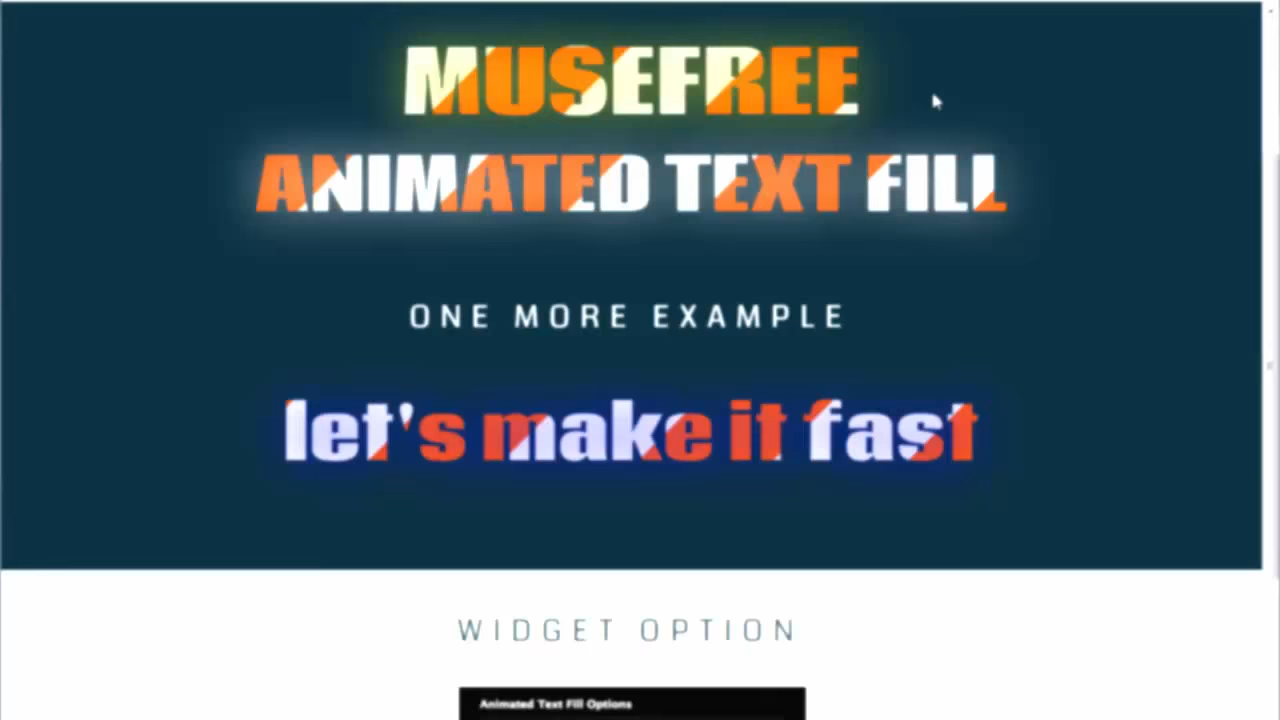 MUSEFREE
ANIMATED TEXT FILL
ONE MORE EXAMPLE
let's make it fast
WIDGET OPTION
Animated Text Fill Options